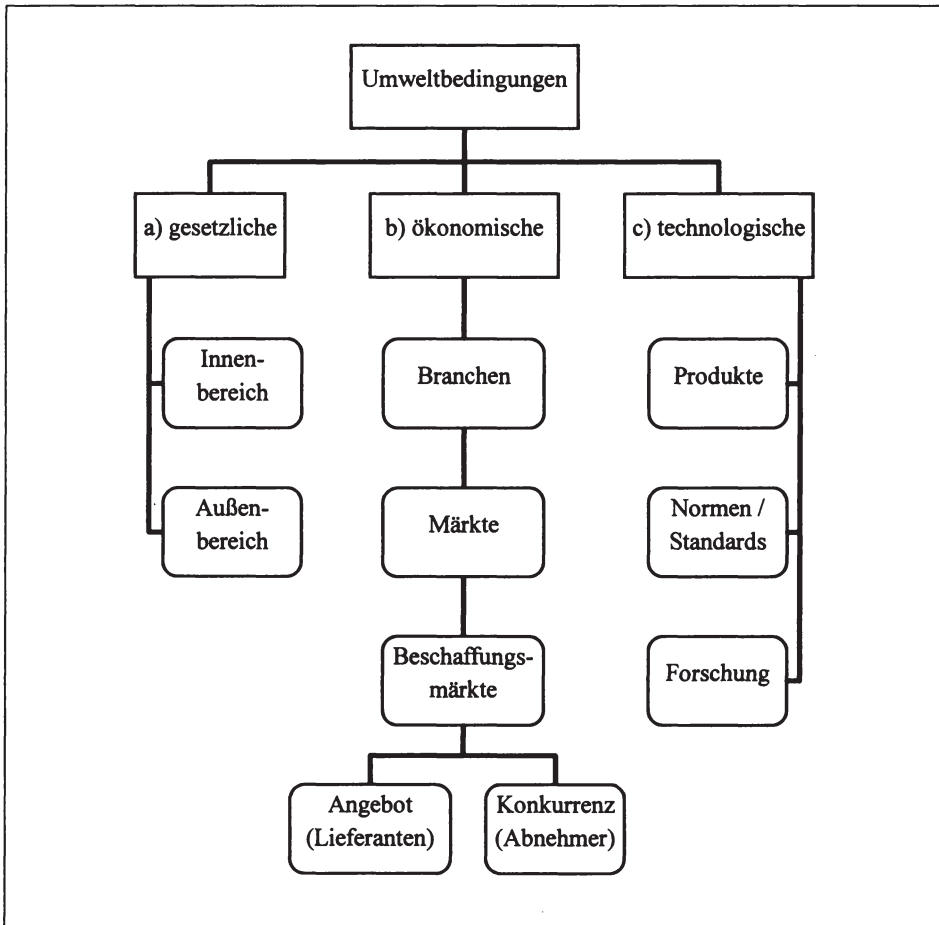 Umweltbedingungen
a) gesetzliche
b) ökonomische
c) technologische
Innen-
bereich
Branchen
Produkte
Außen-
bereich
Märkte
Normen /
Standards
Beschaffungs-
märkte
Forschung
Angebot
(Lieferanten)
Konkurrenz
(Abnehmer)